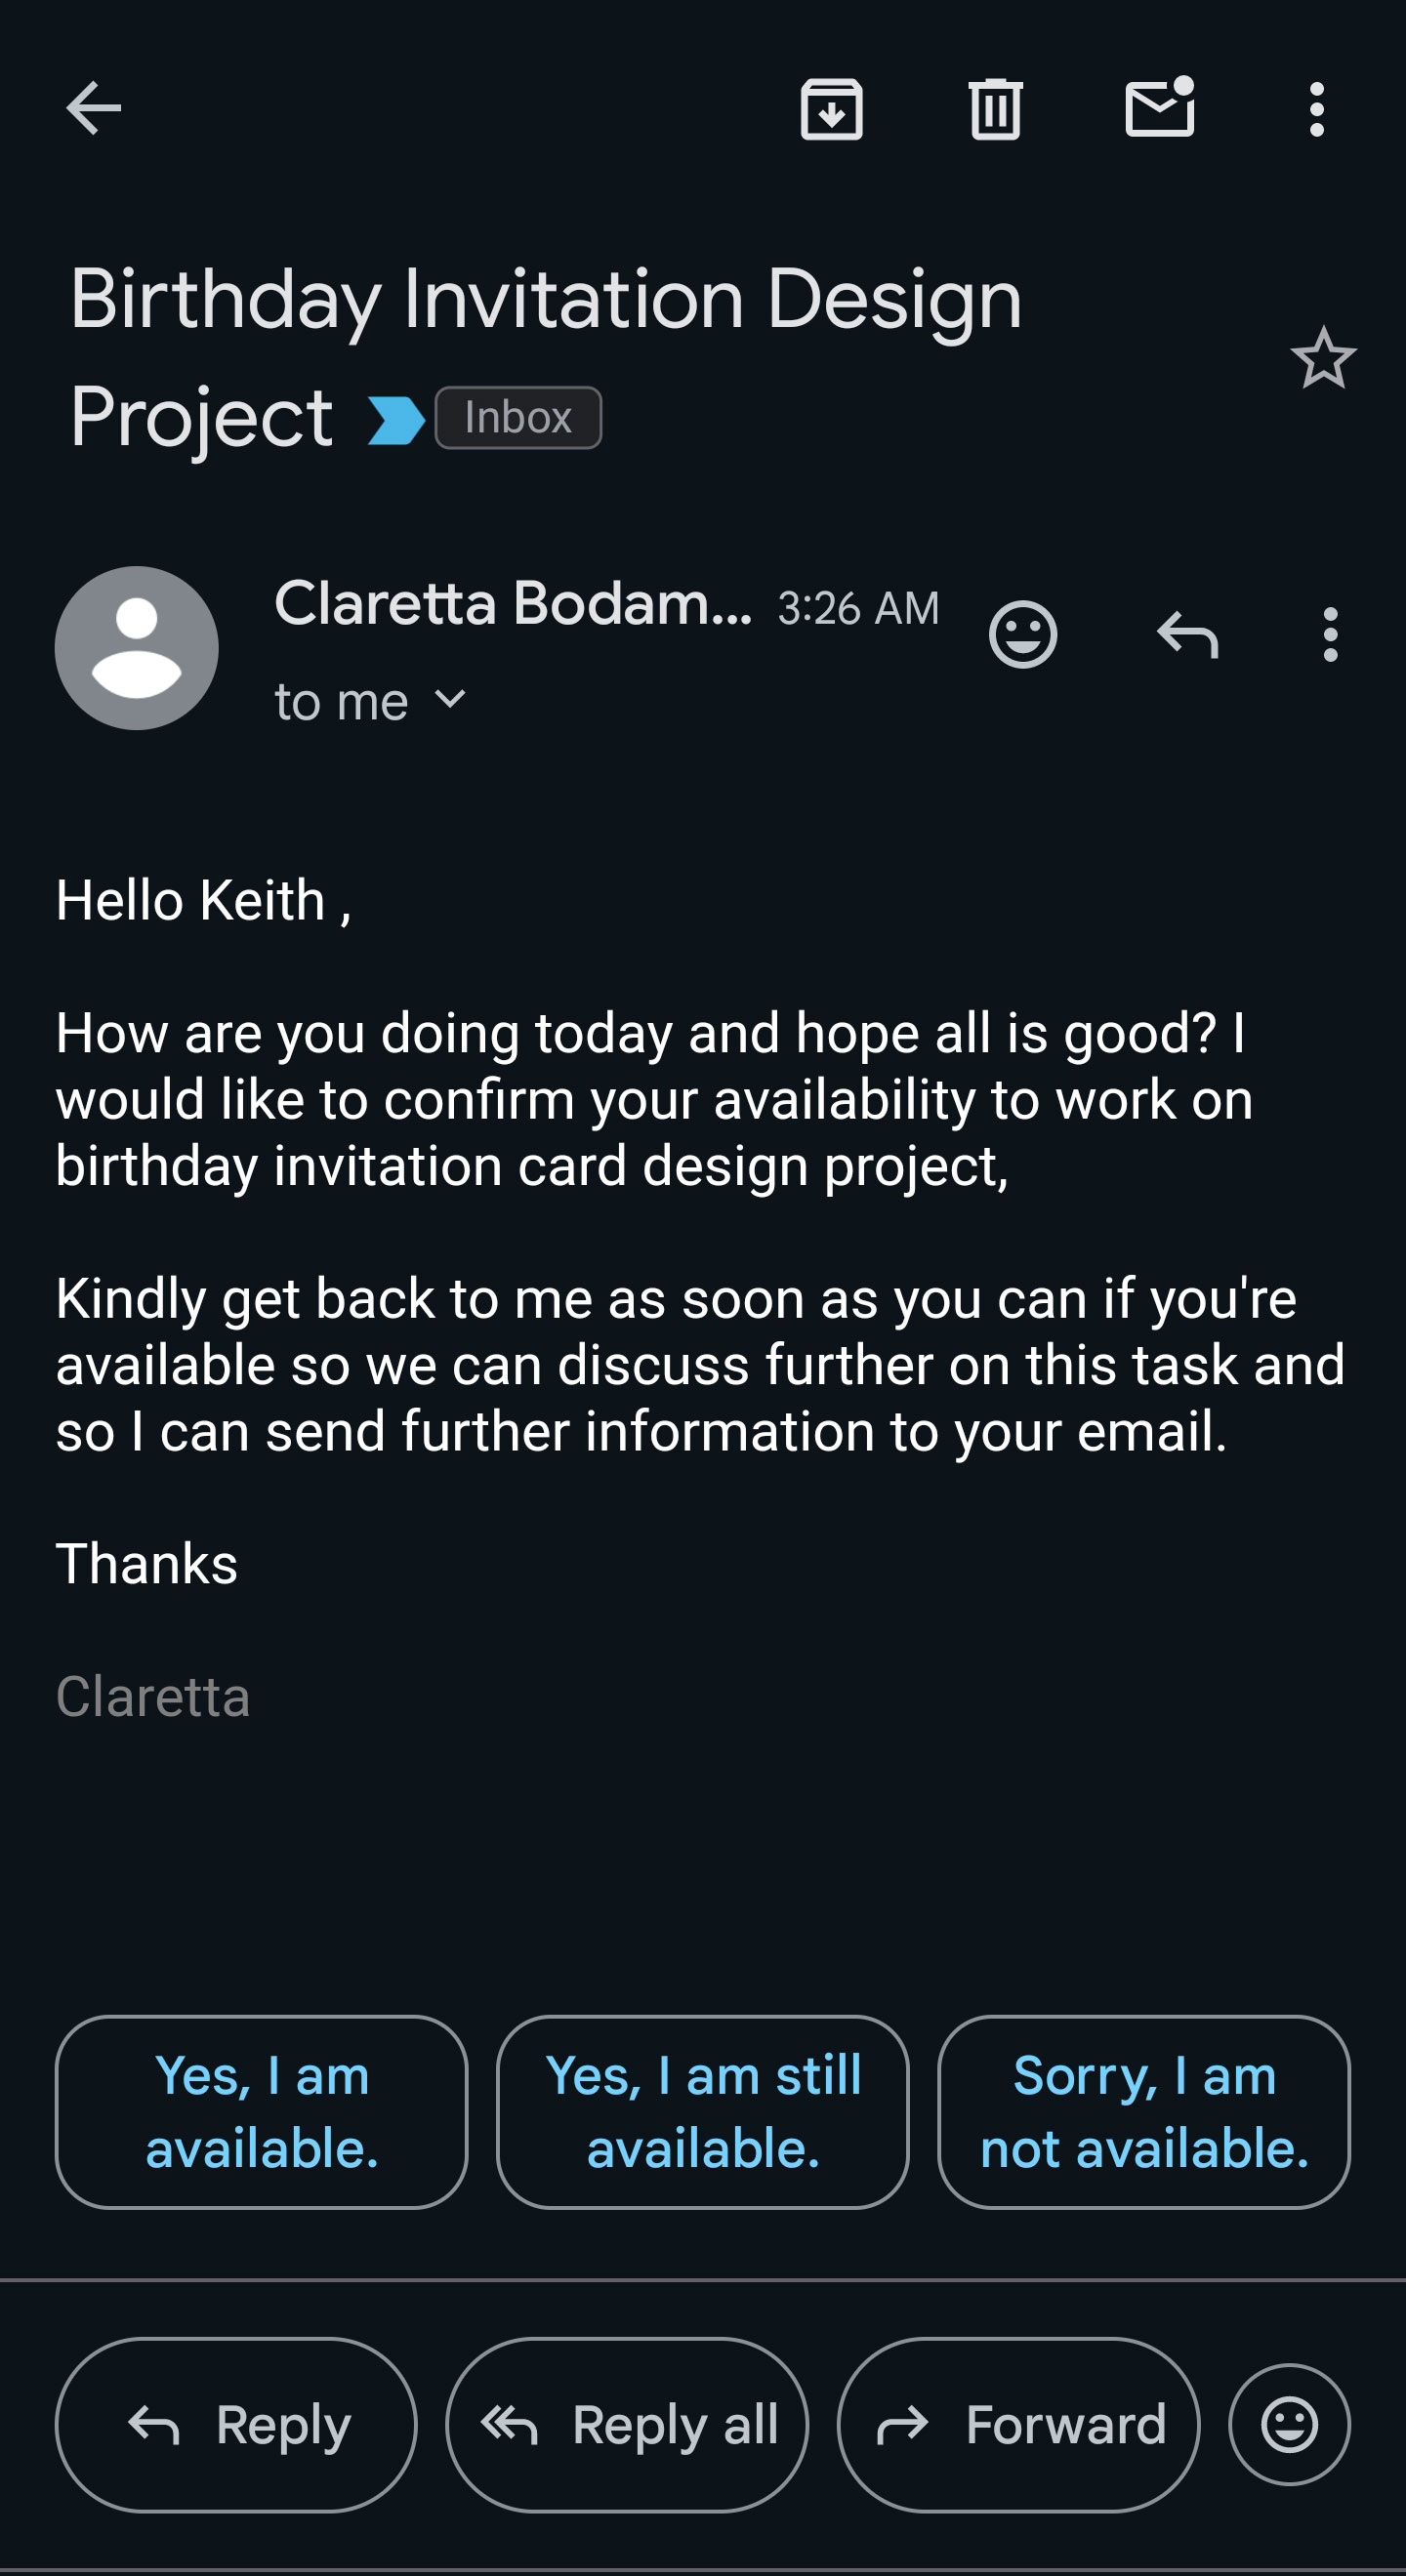 Birthday Invitation Design
Project Inbox
Claretta Bodam... 3:26 AM
to me
Hello Keith ,
How are you doing today and hope all is good? I
would like to confirm your availability to work on
birthday invitation card design project,
Kindly get back to me as soon as you can if you're
available so we can discuss further on this task and
so I can send further information to your email.
Thanks
Claretta
Yes, I am
available.
Yes, I am still
available.
Sorry, I am
not available.
Reply
Reply all
Forward